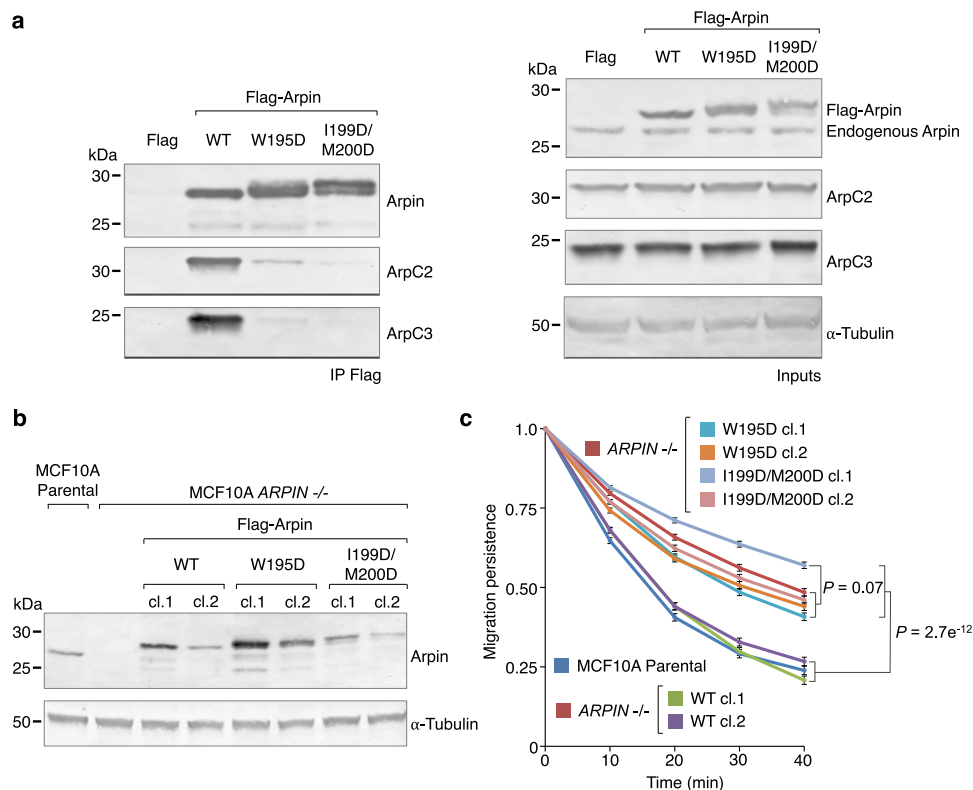 a
Flag-Arpin
Flag WT W195D I199D/
M200D
kDa
30
25
Arpin
30
ArpC2
25
ArpC3
IP Flag
Flag-Arpin
Flag WT W195D I199D/
M200D
kDa
30
Flag-Arpin
Endogenous Arpin
25
30
ArpC2
25
ArpC3
50
α-Tubulin
Inputs
b
MCF10A
Parental
MCF10A ARPIN -/-
Flag-Arpin
WT W195D I199D/
M200D
kDa cl.1 cl.2 cl.1 cl.2 cl.1 cl.2
30
25
Arpin
50
α-Tubulin
c
Migration persistence
1.0
0.75
0.50
0.25
0
0 10 20 30 40
Time (min)
ARPIN -/-
W195D cl.1
W195D cl.2
I199D/M200D cl.1
I199D/M200D cl.2
P = 0.07
P = 2.7e-12
MCF10A Parental
ARPIN -/-
WT cl.1
WT cl.2